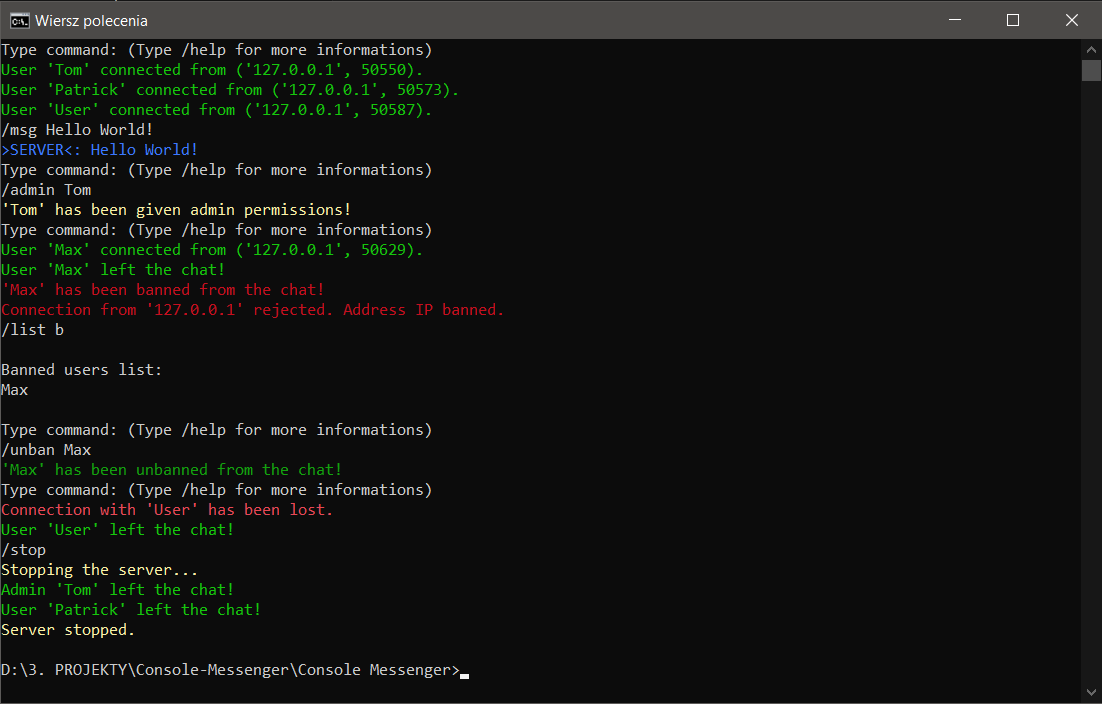 Wiersz polecenia
Type command: (Type /help for more informations)
User 'Tom' connected from ('127.0.0.1', 50550).
User 'Patrick' connected from ('127.0.0.1', 50573).
User 'User' connected from ('127.0.0.1', 50587).
/msg Hello World!
>SERVER<: Hello World!
Type command: (Type /help for more informations)
/admin Tom
'Tom' has been given admin permissions!
Type command: (Type /help for more informations)
User 'Max' connected from ('127.0.0.1', 50629).
User 'Max' left the chat!
'Max' has been banned from the chat!
Connection from '127.0.0.1' rejected. Address IP banned.
/list b
Banned users list:
Max
Type command: (Type /help for more informations)
/unban Max
'Max' has been unbanned from the chat!
Type command: (Type /help for more informations)
Connection with 'User' has been lost.
User 'User' left the chat!
/stop
Stopping the server...
Admin 'Tom' left the chat!
User 'Patrick' left the chat!
Server stopped.
D:\3. PROJEKTY\Console-Messenger\Console Messenger>